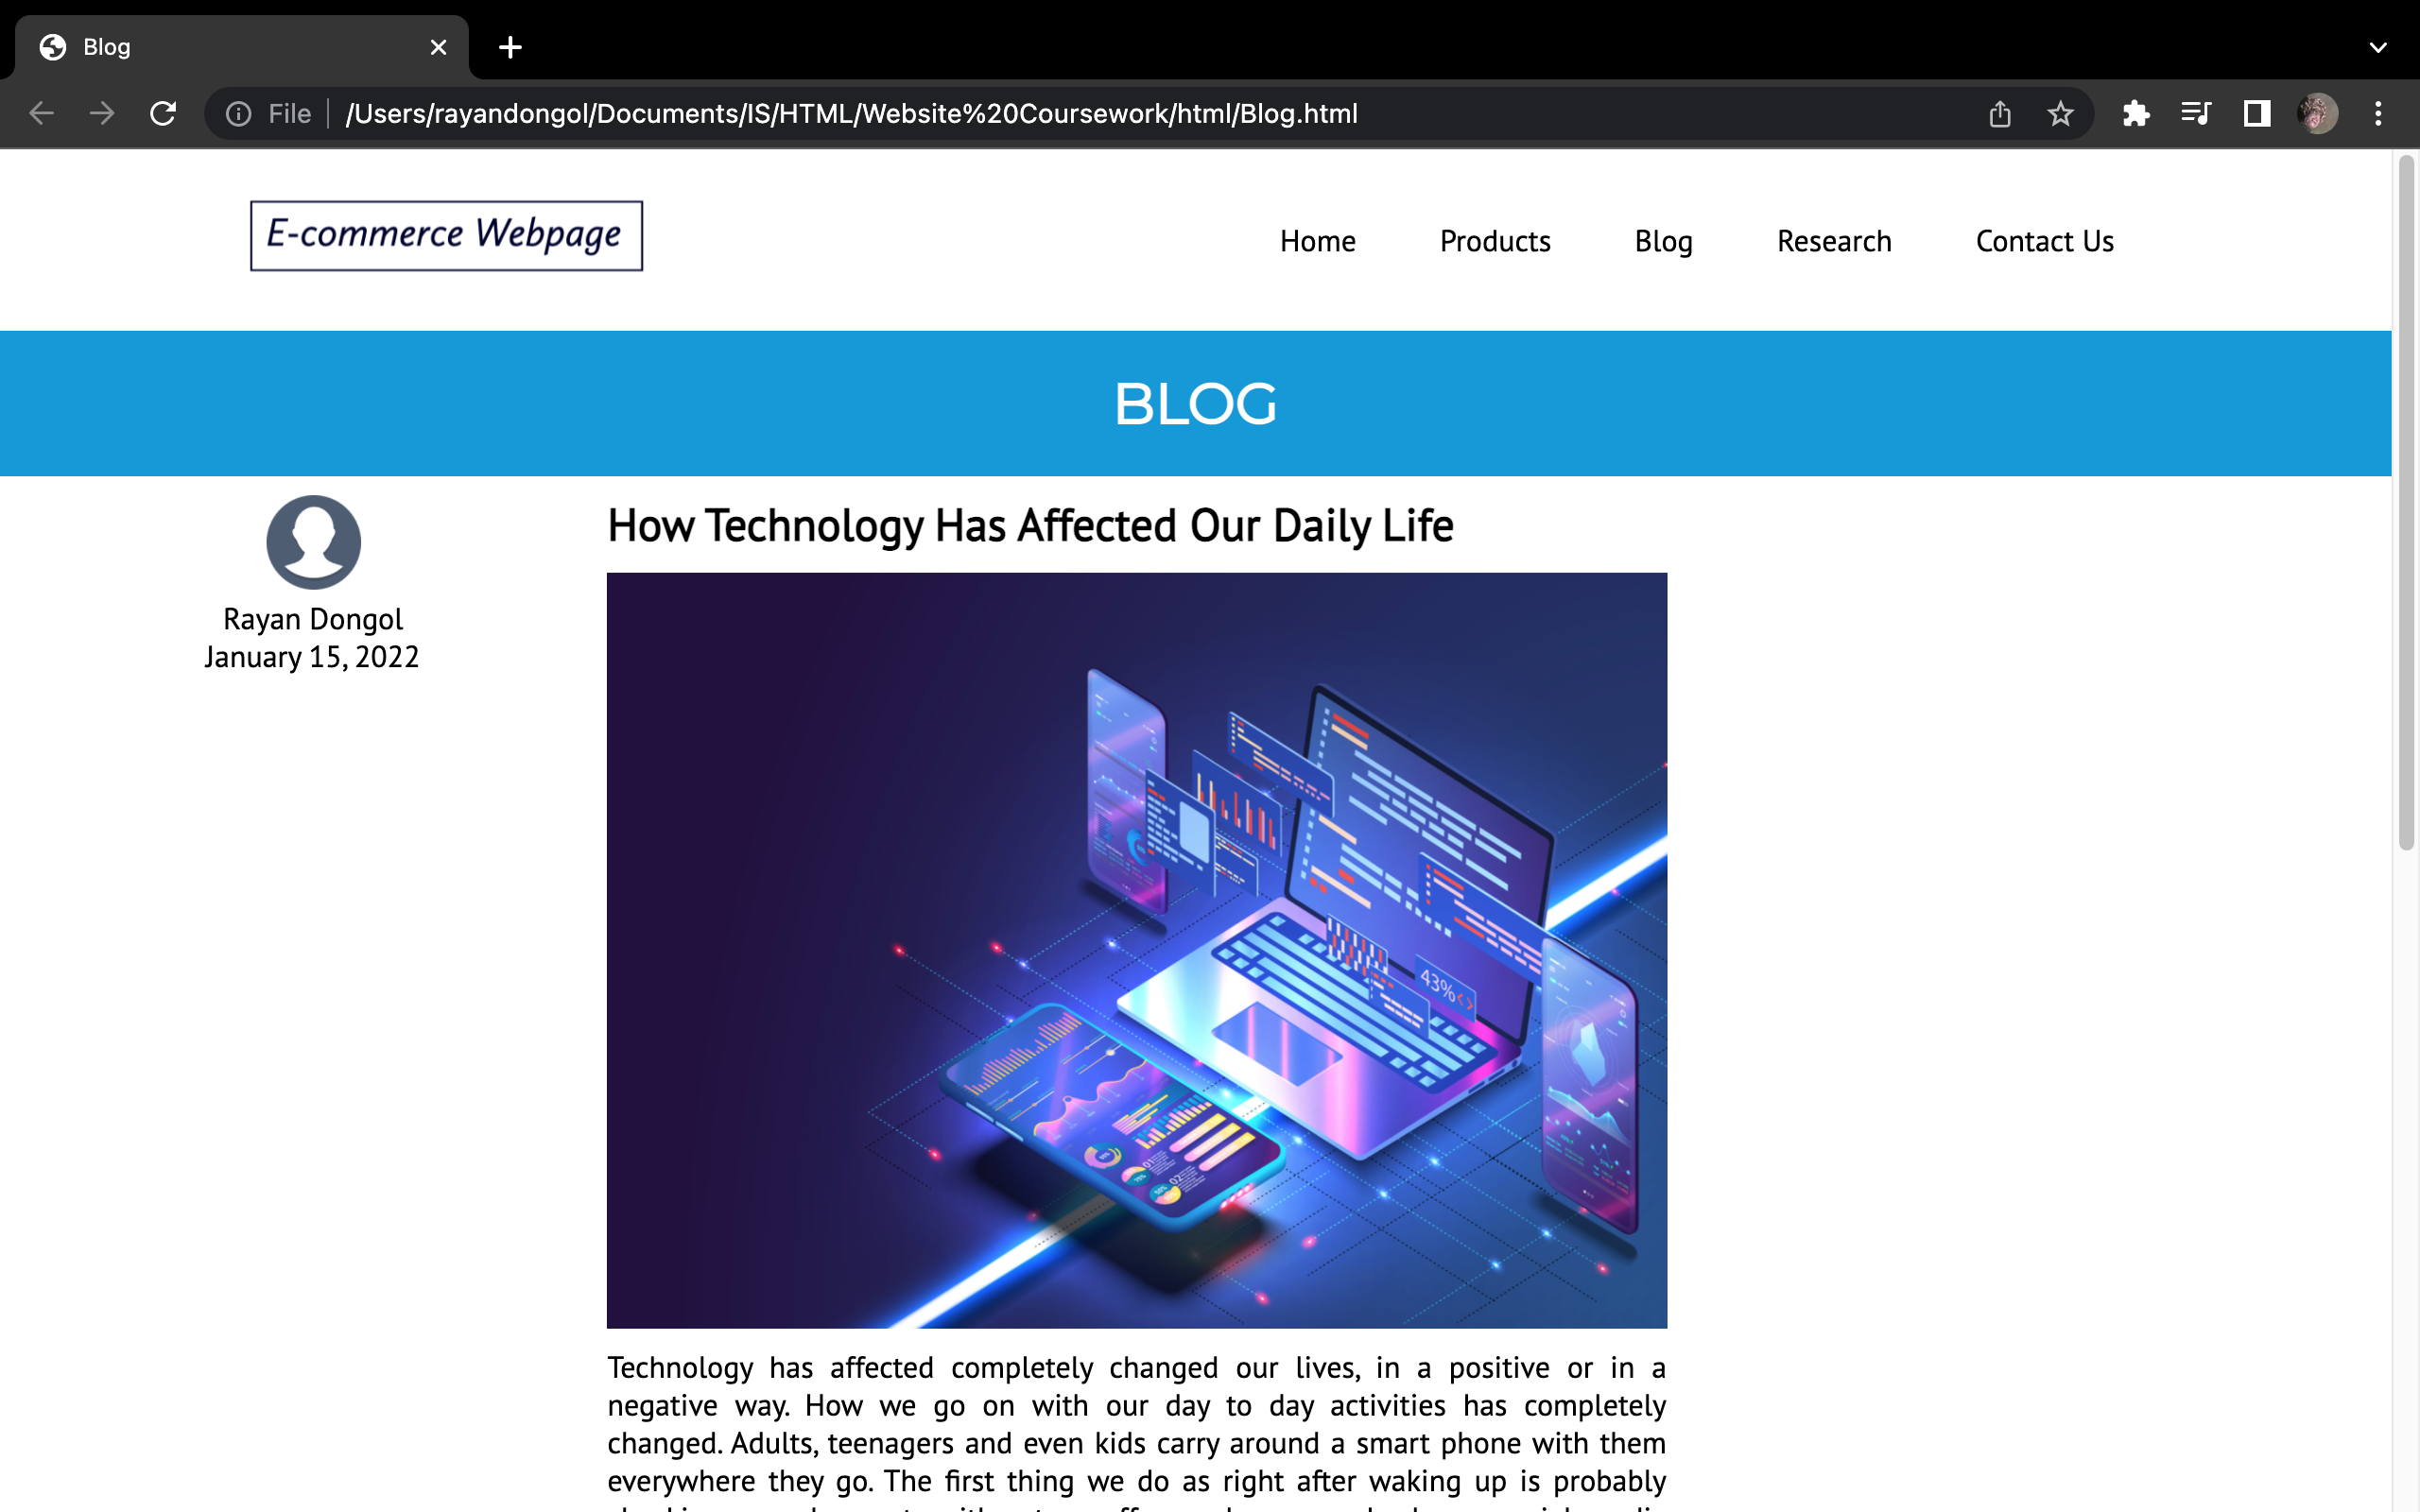 Blog
File
/Users/rayandongol/Documents/IS/HTML/Website%20Coursework/html/Blog.html
E-commerce Webpage
Home Products Blog Research Contact Us
BLOG
Rayan Dongol
January 15, 2022
How Technology Has Affected Our Daily Life
43%<>
Technology has affected completely changed our lives, in a positive or in a
negative way. How we go on with our day to day activities has completely
changed. Adults, teenagers and even kids carry around a smart phone with them
everywhere they go. The first thing we do as right after waking up is probably